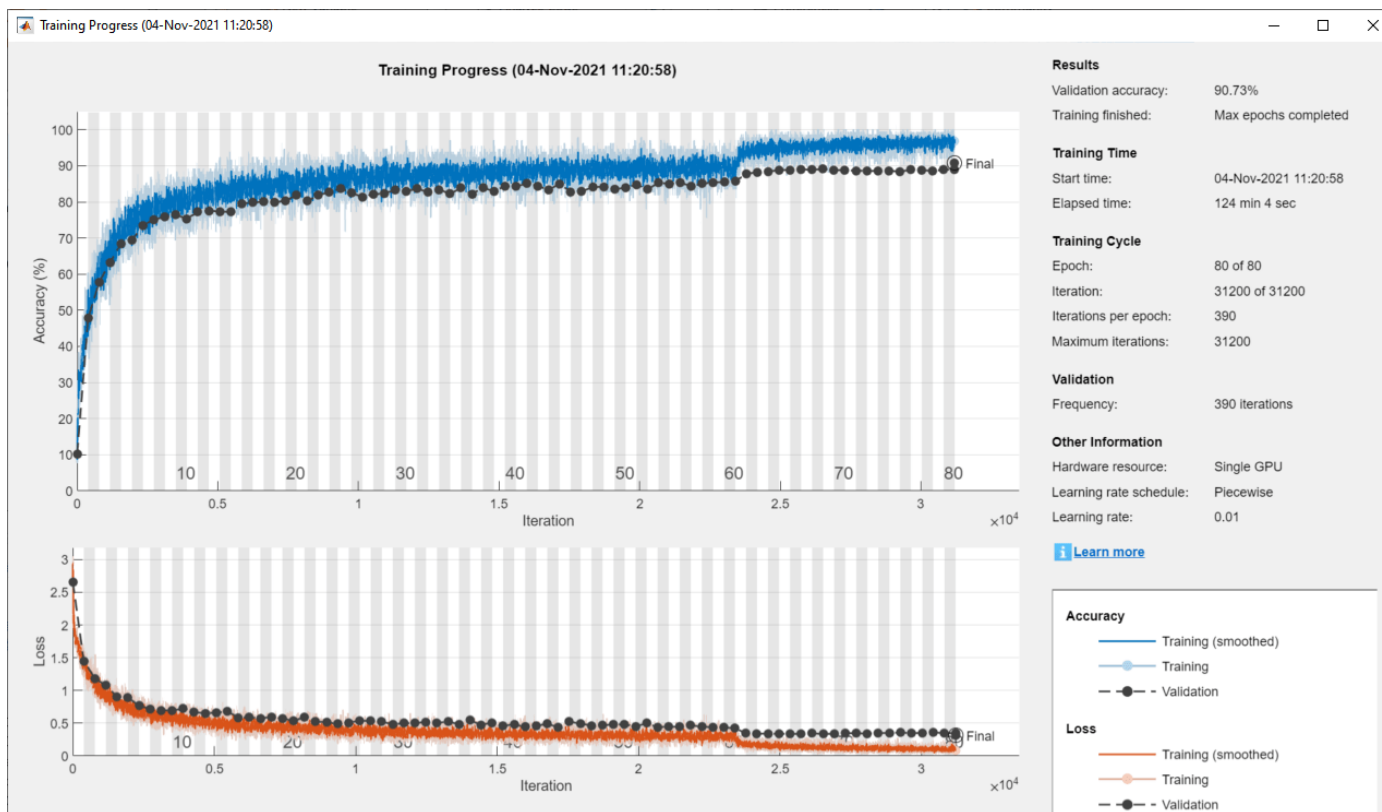 Training Progress (04-Nov-2021 11:20:58)
Training Progress (04-Nov-2021 11:20:58)
Accuracy (%)
100
90
80
70
60
50
40
30
20
10
0
Final
10 20 30 40 50 60 70 80
0 0.5 1 1.5 2 2.5 3
Iteration
×10⁴
Loss
3
2.5
2
1.5
1
0.5
0
Final
10 20 30 40 50
0 0.5 1 1.5 2 2.5 3
Iteration
×10⁴
Results
Validation accuracy: 90.73%
Training finished: Max epochs completed
Training Time
Start time: 04-Nov-2021 11:20:58
Elapsed time: 124 min 4 sec
Training Cycle
Epoch: 80 of 80
Iteration: 31200 of 31200
Iterations per epoch: 390
Maximum iterations: 31200
Validation
Frequency: 390 iterations
Other Information
Hardware resource: Single GPU
Learning rate schedule: Piecewise
Learning rate: 0.01
i Learn more
Accuracy
Training (smoothed)
Training
Validation
Loss
Training (smoothed)
Training
Validation